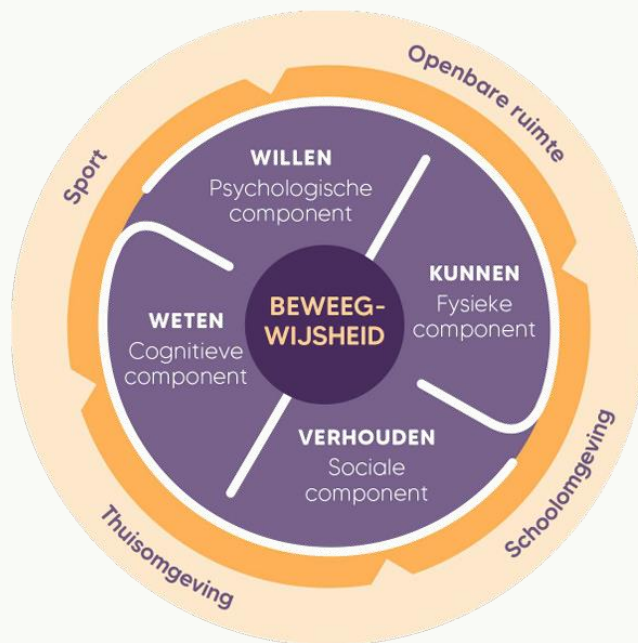 Openbare ruimte
Sport
WILLEN
Psychologische
component
KUNNEN
Fysieke
component
BEWEEG-
WIJSHEID
WETEN
Cognitieve
component
VERHOUDEN
Sociale
component
Schoolomgeving
Thuisomgeving